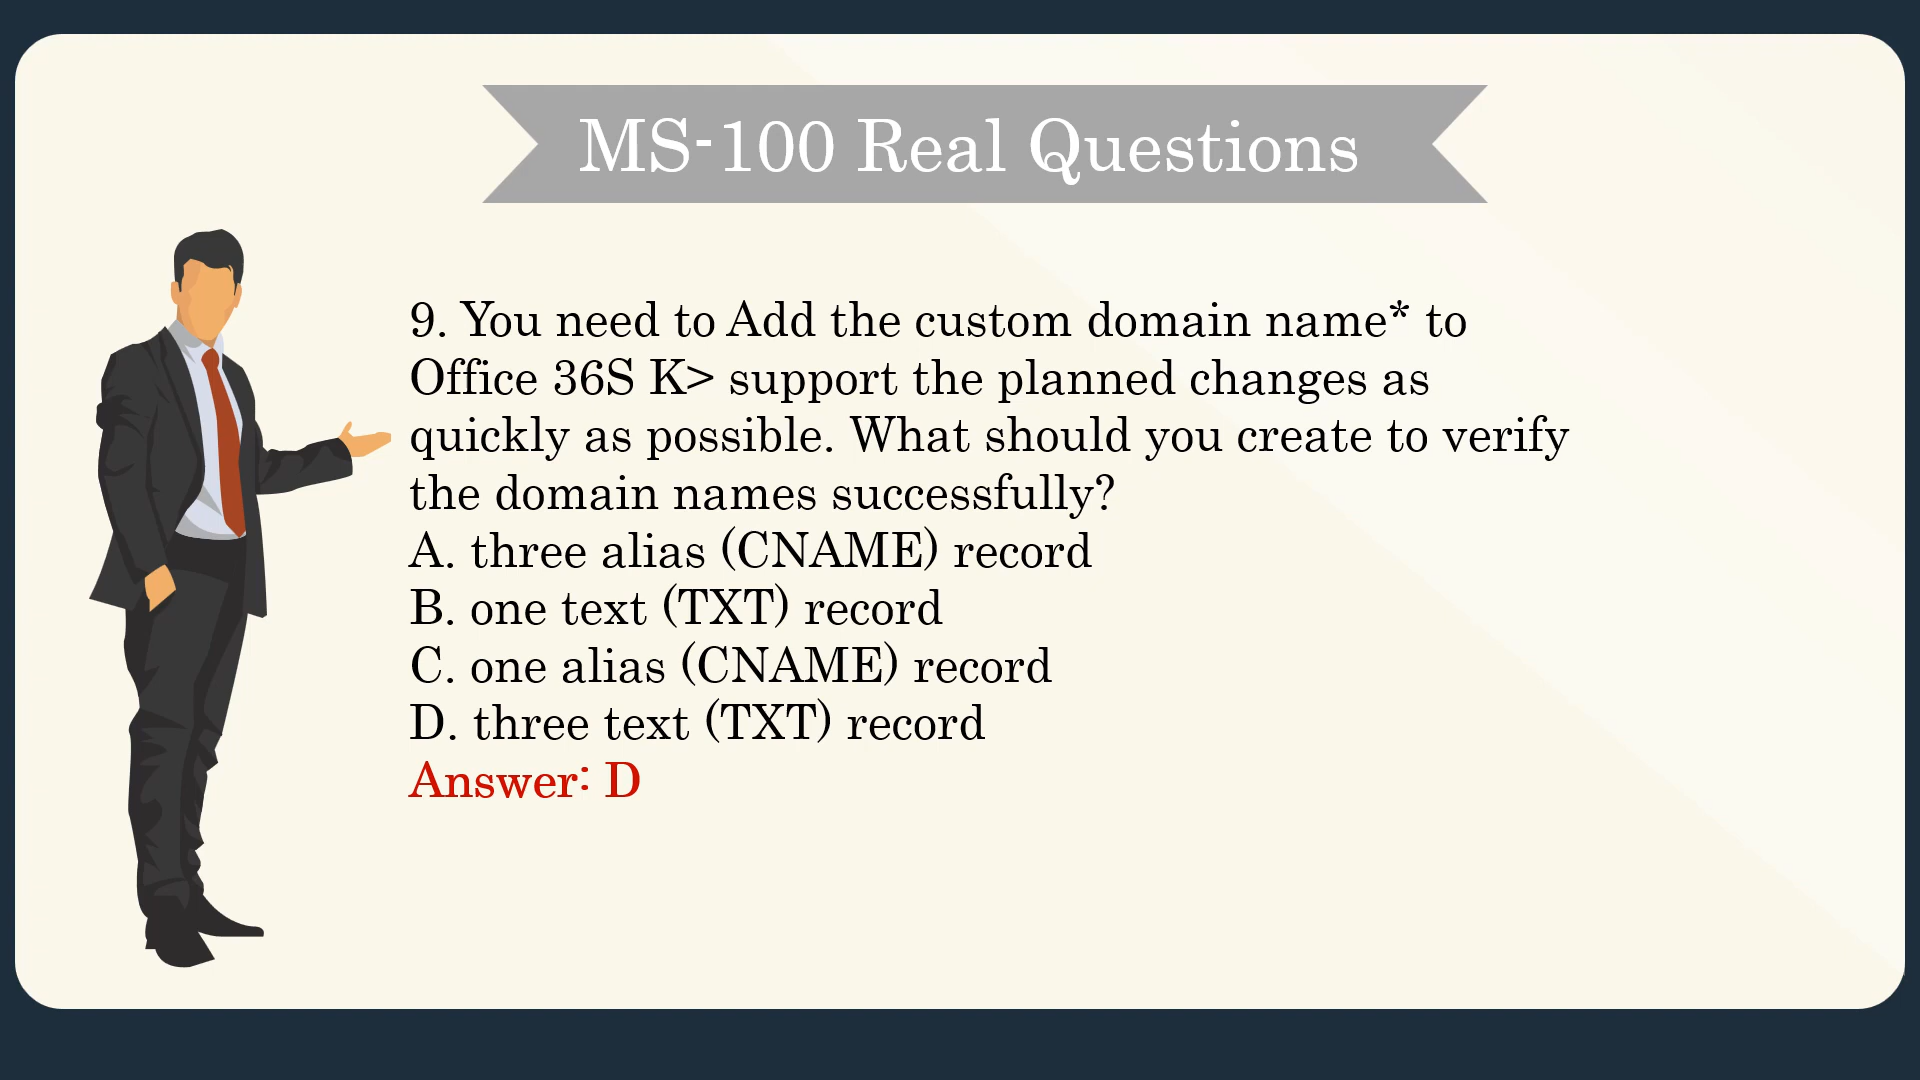 MS-100 Real Questions
9. You need to Add the custom domain name* to
Office 36S K> support the planned changes as
quickly as possible. What should you create to verify
the domain names successfully?
A. three alias (CNAME) record
B. one text (TXT) record
C. one alias (CNAME) record
D. three text (TXT) record
Answer: D